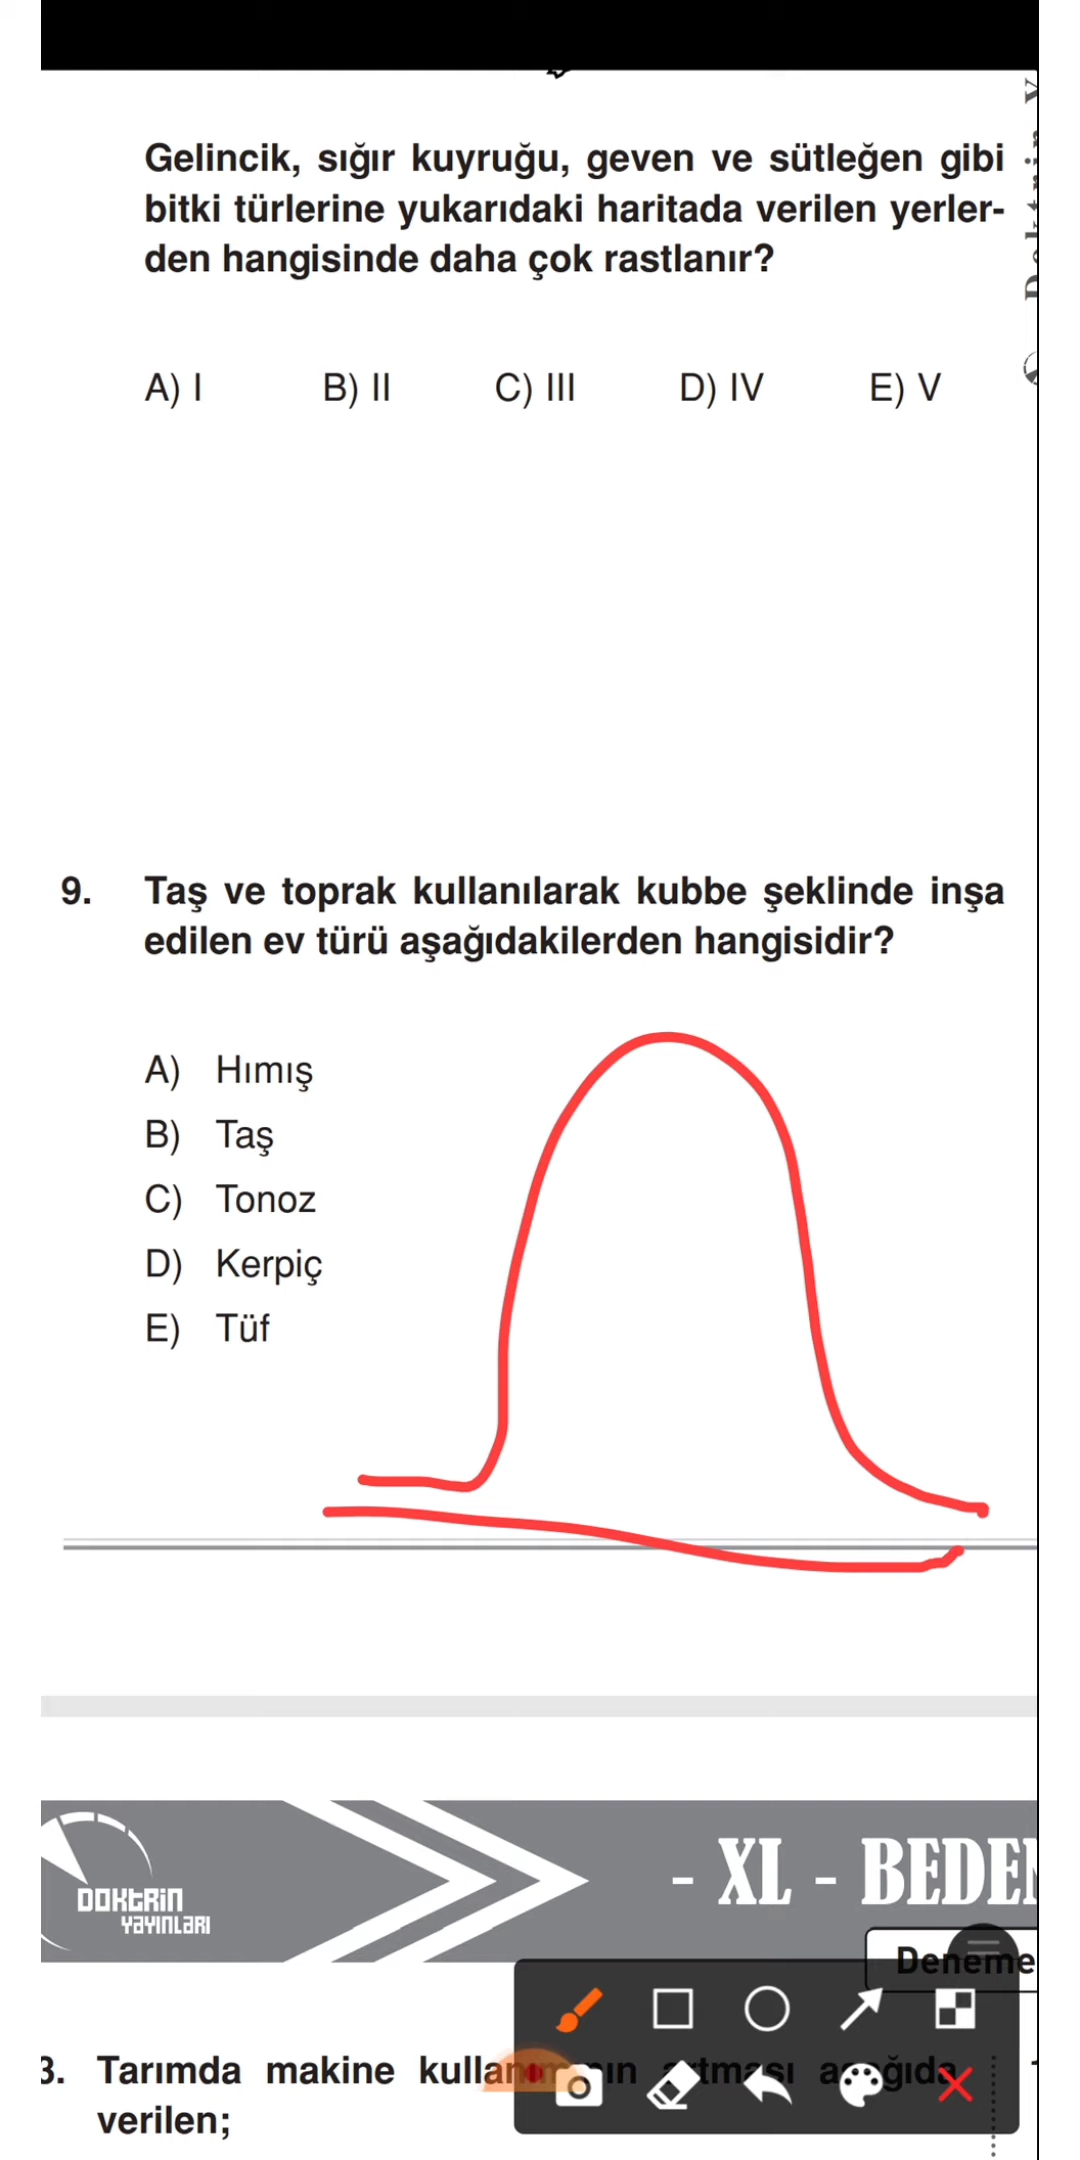 Gelincik, sığır kuyruğu, geven ve sütleğen gibi
bitki türlerine yukarıdaki haritada verilen yerler-
den hangisinde daha çok rastlanır?
A) I B) II C) III D) IV E) V
9. Taş ve toprak kullanılarak kubbe şeklinde inşa
edilen ev türü aşağıdakilerden hangisidir?
A) Hımış
B) Taş
C) Tonoz
D) Kerpiç
E) Tüf
DOKTRİN
YAYINLARI
- XL - BEDE
Deneme
3. Tarımda makine
verilen;